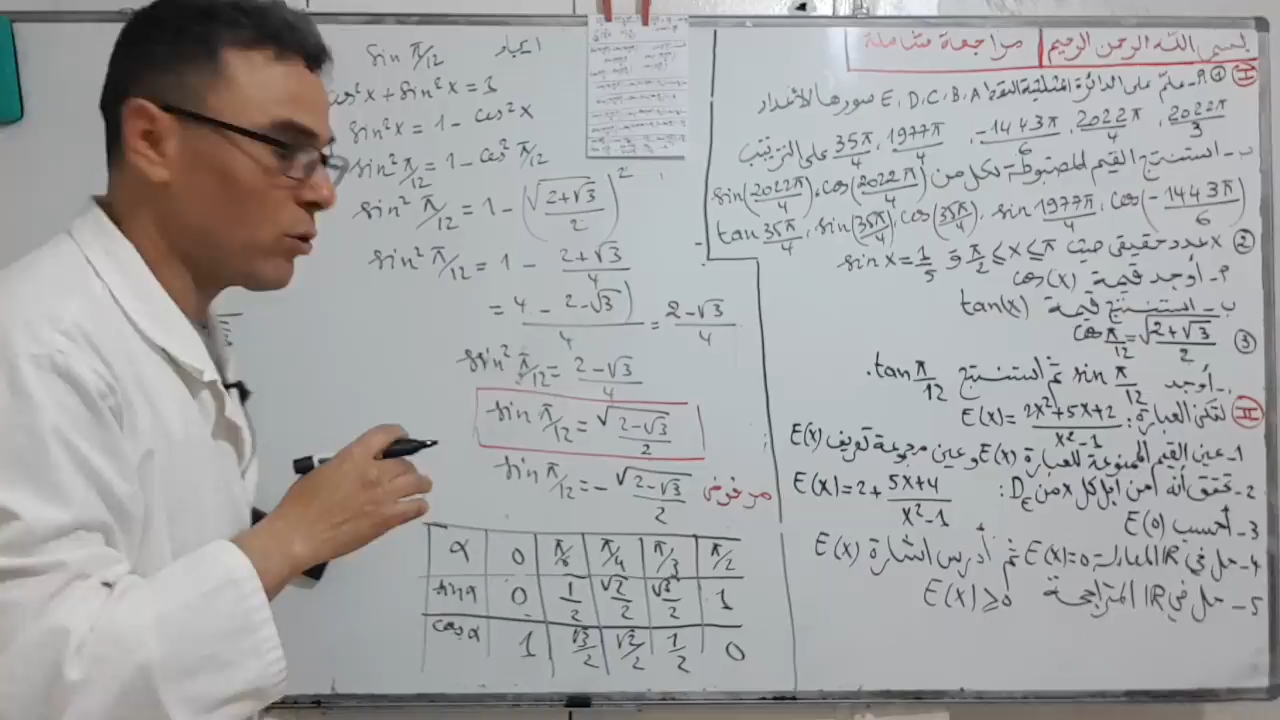 بسم الله الرحمن الرحيم | مراجعة شاملة
I ① أ- علّم على الدائرة المثلثية النقط E, D, C, B, A صورها الأعداد
2022π/3 , 2022π/4 , -1443π/6 , 1977π/4 , 35π/4 على الترتيب
ب- استنتج القيم المضبوطة لكل من sin(2022π/4), cos(2022π/4)
tan 35π/4, sin(35π/4), cos(35π/4), sin 1977π/4, cos(-1443π/6)
② x عدد حقيقي حيث π/2 ≤ x ≤ π و sin x = 1/5
أ- أوجد قيمة cos(x)
ب- استنتج قيمة tan(x)
③ cos π/12 = √(2+√3)/2
أوجد sin π/12 ثم استنتج tan π/12.
II لتكن العبارة: E(x) = (2x²+5x+2)/(x²-1)
1- عين القيم الممنوعة للعبارة E(x) وعين مجموعة تعريف E(x)
2- تحقق أنه من أجل كل x من D_E: E(x) = 2 + (5x+4)/(x²-1)
3- أحسب E(0)
4- حل في IR المعادلة E(x)=0 ثم أدرس اشارة E(x)
5- حل في IR المتراجحة E(x) ≥ 0
sin π/12 ايجاد
cos²x + sin²x = 1
sin²x = 1 - cos²x
sin² π/12 = 1 - cos² π/12
sin² π/12 = 1 - (√(2+√3)/2)²
sin² π/12 = 1 - (2+√3)/4
= (4 - 2 - √3)/4 = (2-√3)/4
sin² π/12 = (2-√3)/4
sin π/12 = √(2-√3)/2
sin π/12 = -√(2-√3)/2 مرفوض
α 0 π/6 π/4 π/3 π/2
sin α 0 1/2 √2/2 √3/2 1
cos α 1 √3/2 √2/2 1/2 0